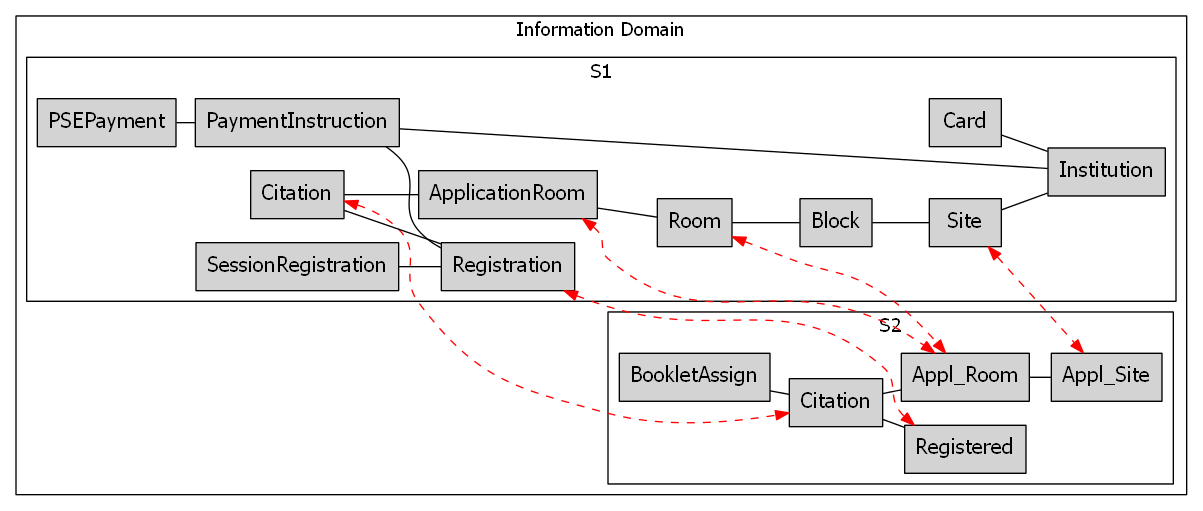 Information Domain
S1
PSEPayment
PaymentInstruction
Card
Institution
Citation
ApplicationRoom
Room
Block
Site
SessionRegistration
Registration
S2
BookletAssign
Citation
Appl_Room
Appl_Site
Registered